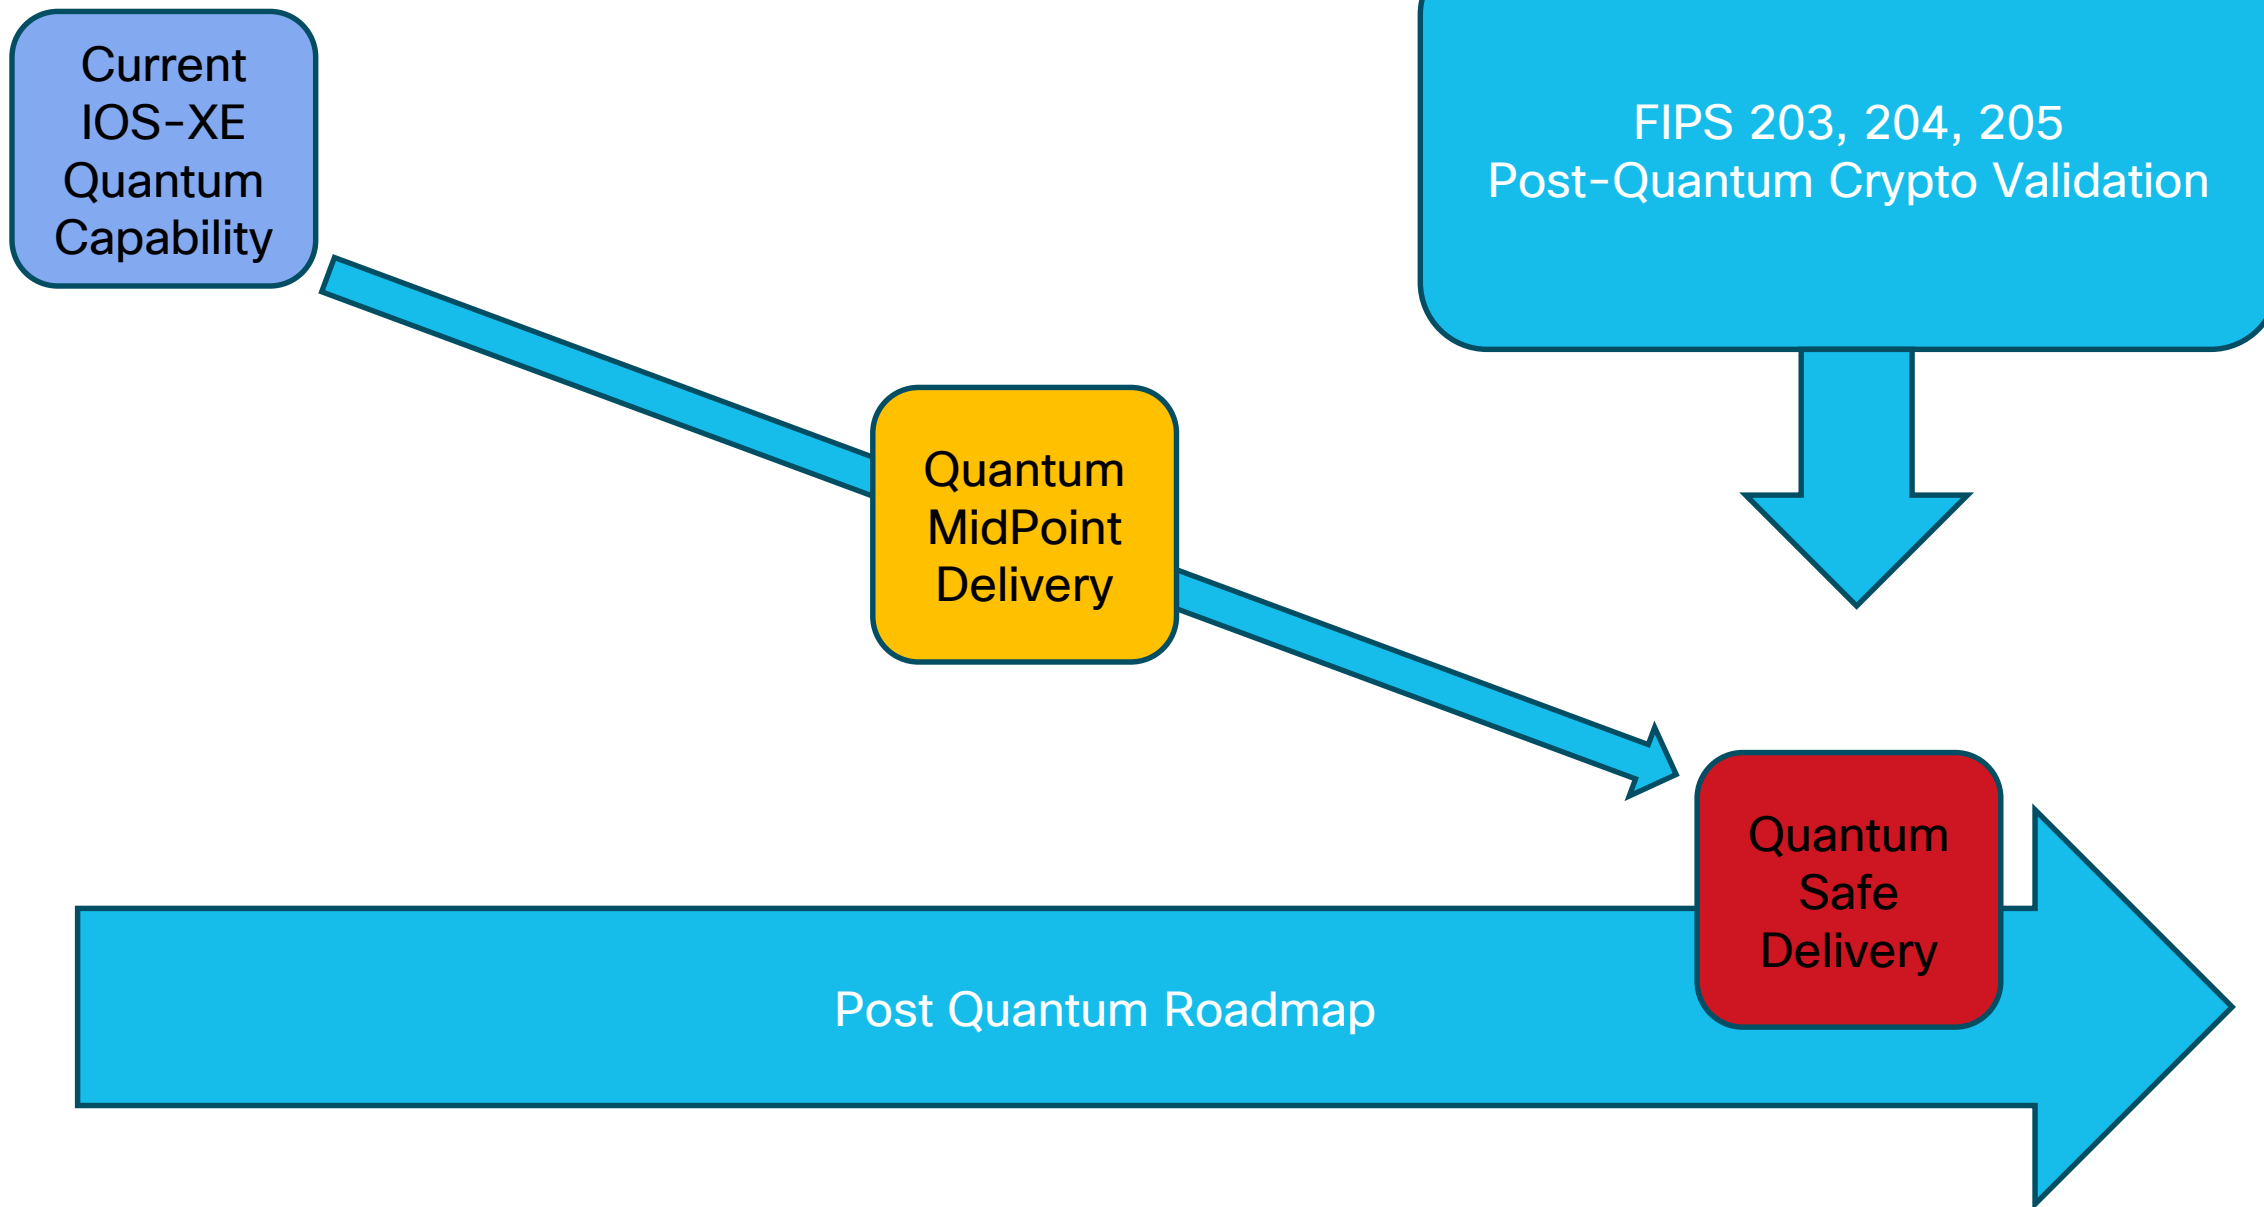 Current
IOS-XE
Quantum
Capability
FIPS 203, 204, 205
Post-Quantum Crypto Validation
Quantum
MidPoint
Delivery
Quantum
Safe
Delivery
Post Quantum Roadmap